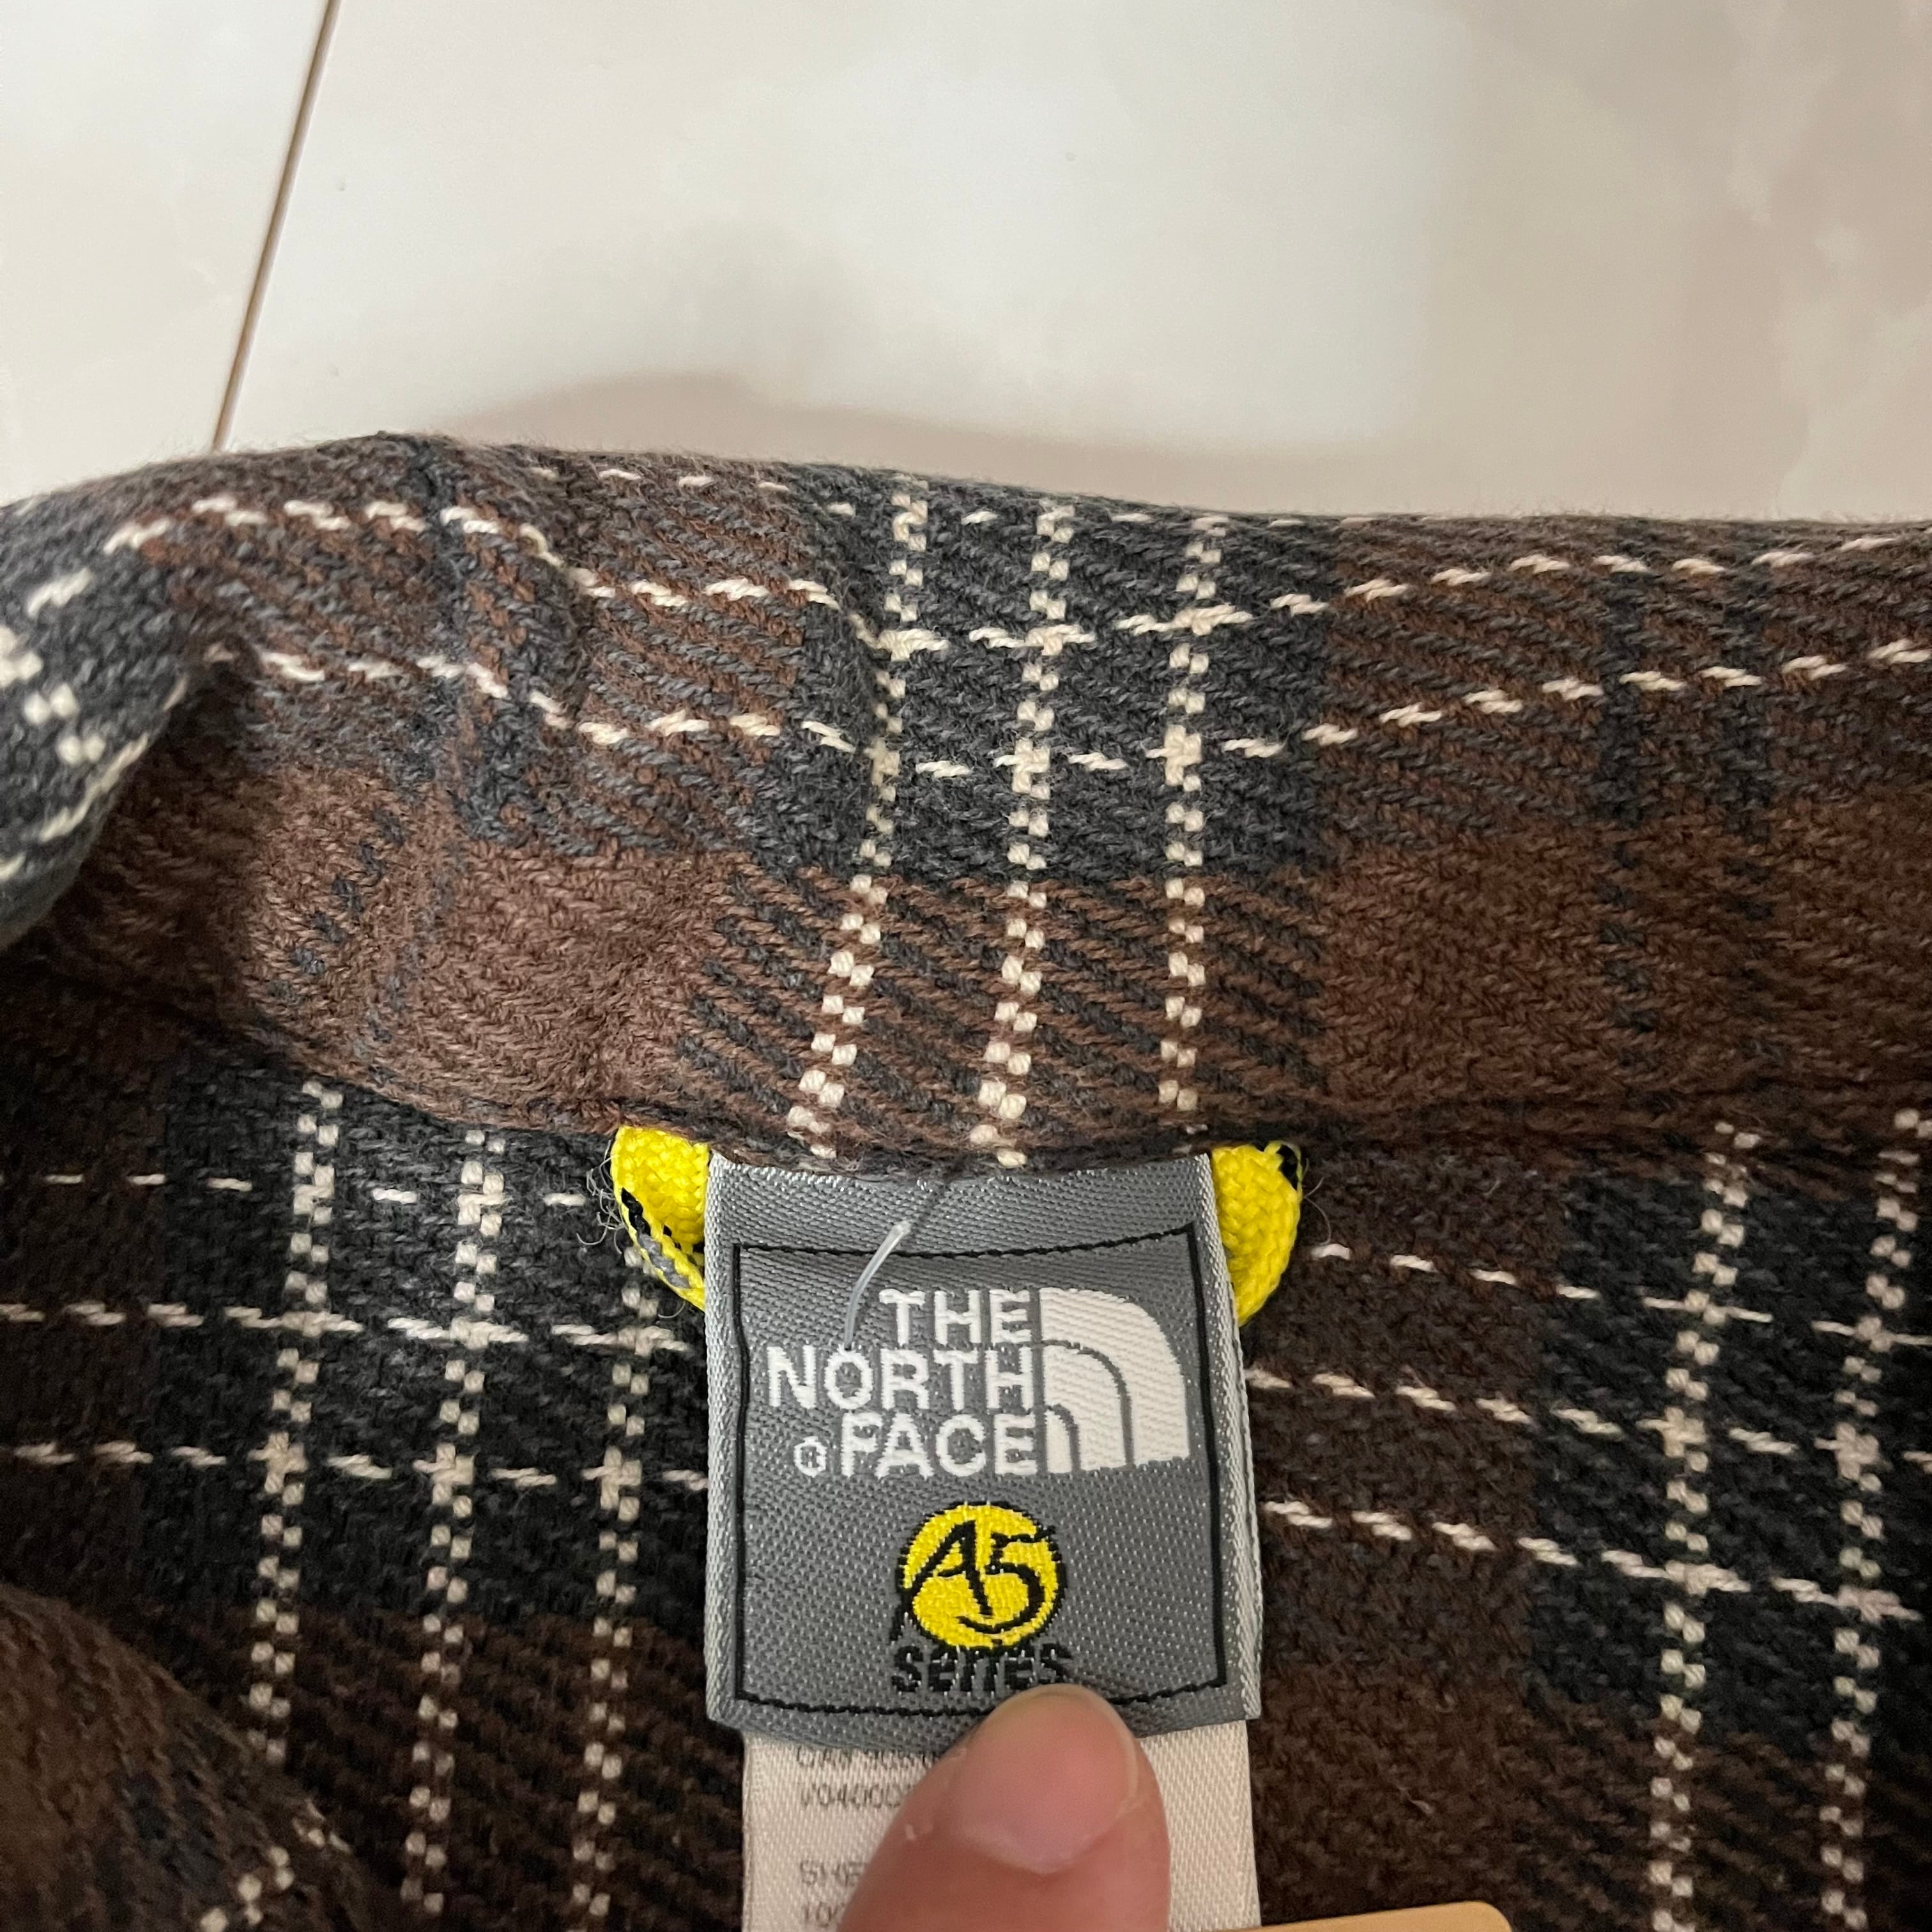 THE
NORTH
® FACE
A5
series